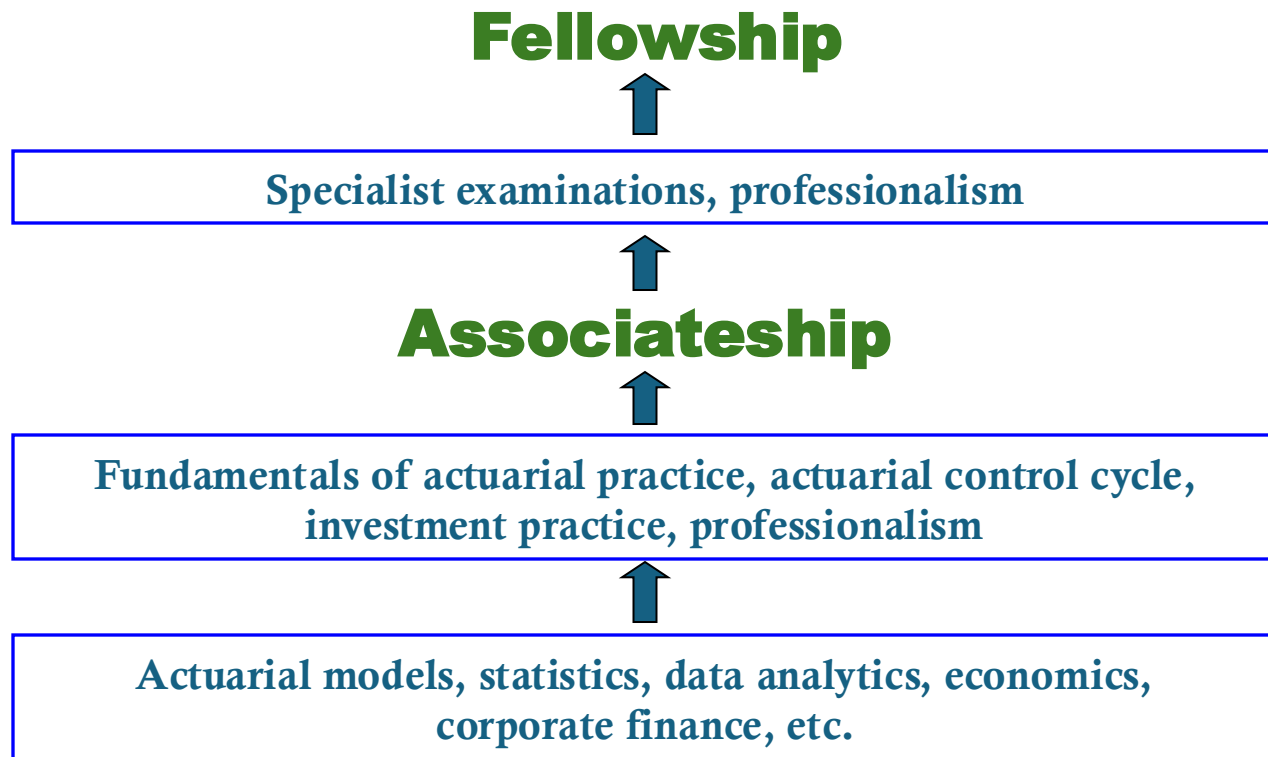 Fellowship
Specialist examinations, professionalism
Associateship
Fundamentals of actuarial practice, actuarial control cycle,
investment practice, professionalism
Actuarial models, statistics, data analytics, economics,
corporate finance, etc.